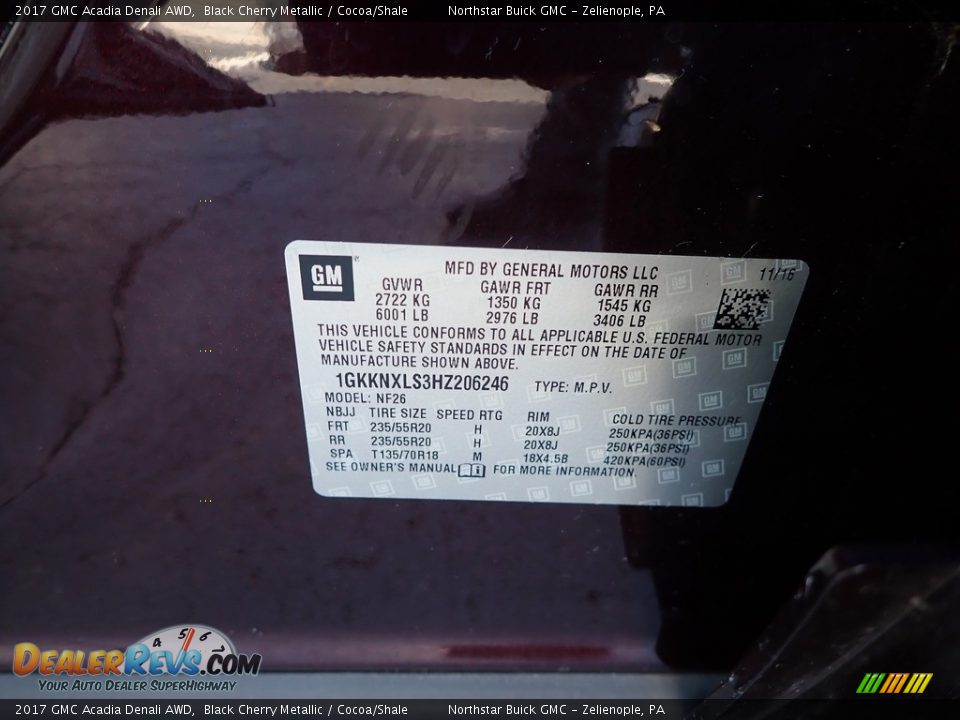 2017 GMC Acadia Denali AWD, Black Cherry Metallic / Cocoa/Shale Northstar Buick GMC - Zelienople, PA
GM
MFD BY GENERAL MOTORS LLC 11/16
GVWR GAWR FRT GAWR RR
2722 KG 1350 KG 1545 KG
6001 LB 2976 LB 3406 LB
THIS VEHICLE CONFORMS TO ALL APPLICABLE U.S. FEDERAL MOTOR
VEHICLE SAFETY STANDARDS IN EFFECT ON THE DATE OF
MANUFACTURE SHOWN ABOVE.
1GKKNXLS3HZ206246 TYPE: M.P.V.
MODEL: NF26
NBJJ TIRE SIZE SPEED RTG RIM COLD TIRE PRESSURE
FRT 235/55R20 H 20X8J 250KPA(36PSI)
RR 235/55R20 H 20X8J 250KPA(36PSI)
SPA T135/70R18 M 18X4.5B 420KPA(60PSI)
SEE OWNER'S MANUAL FOR MORE INFORMATION.
4 5 6
DEALERREVS.COM
YOUR AUTO DEALER SUPERHIGHWAY
2017 GMC Acadia Denali AWD, Black Cherry Metallic / Cocoa/Shale Northstar Buick GMC - Zelienople, PA